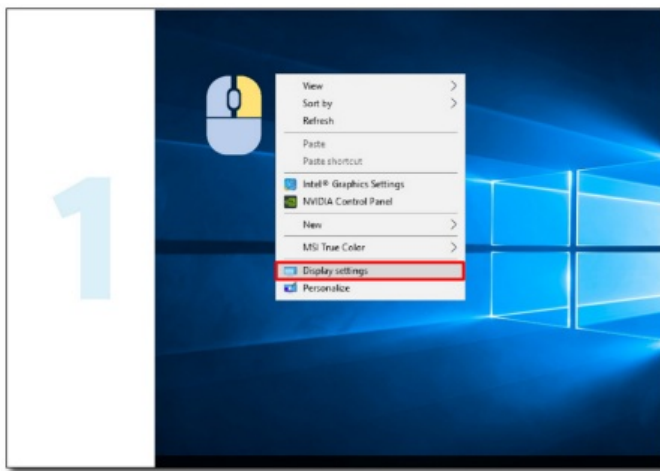 1
View
Sort by
Refresh
Paste
Paste shortcut
Intel® Graphics Settings
NVIDIA Control Panel
New
MSI True Color
Display settings
Personalize